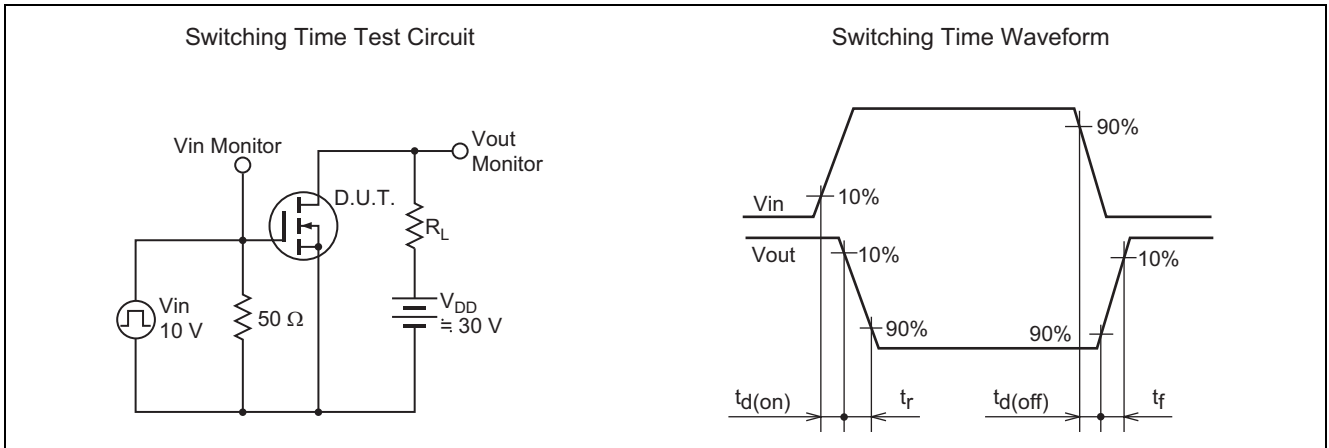 Switching Time Test Circuit
Vin Monitor
Vout
Monitor
D.U.T.
RL
Vin
10 V
50 Ω
VDD
≒ 30 V
Switching Time Waveform
90%
10%
Vin
Vout
10%
10%
90%
90%
td(on)
tr
td(off)
tf